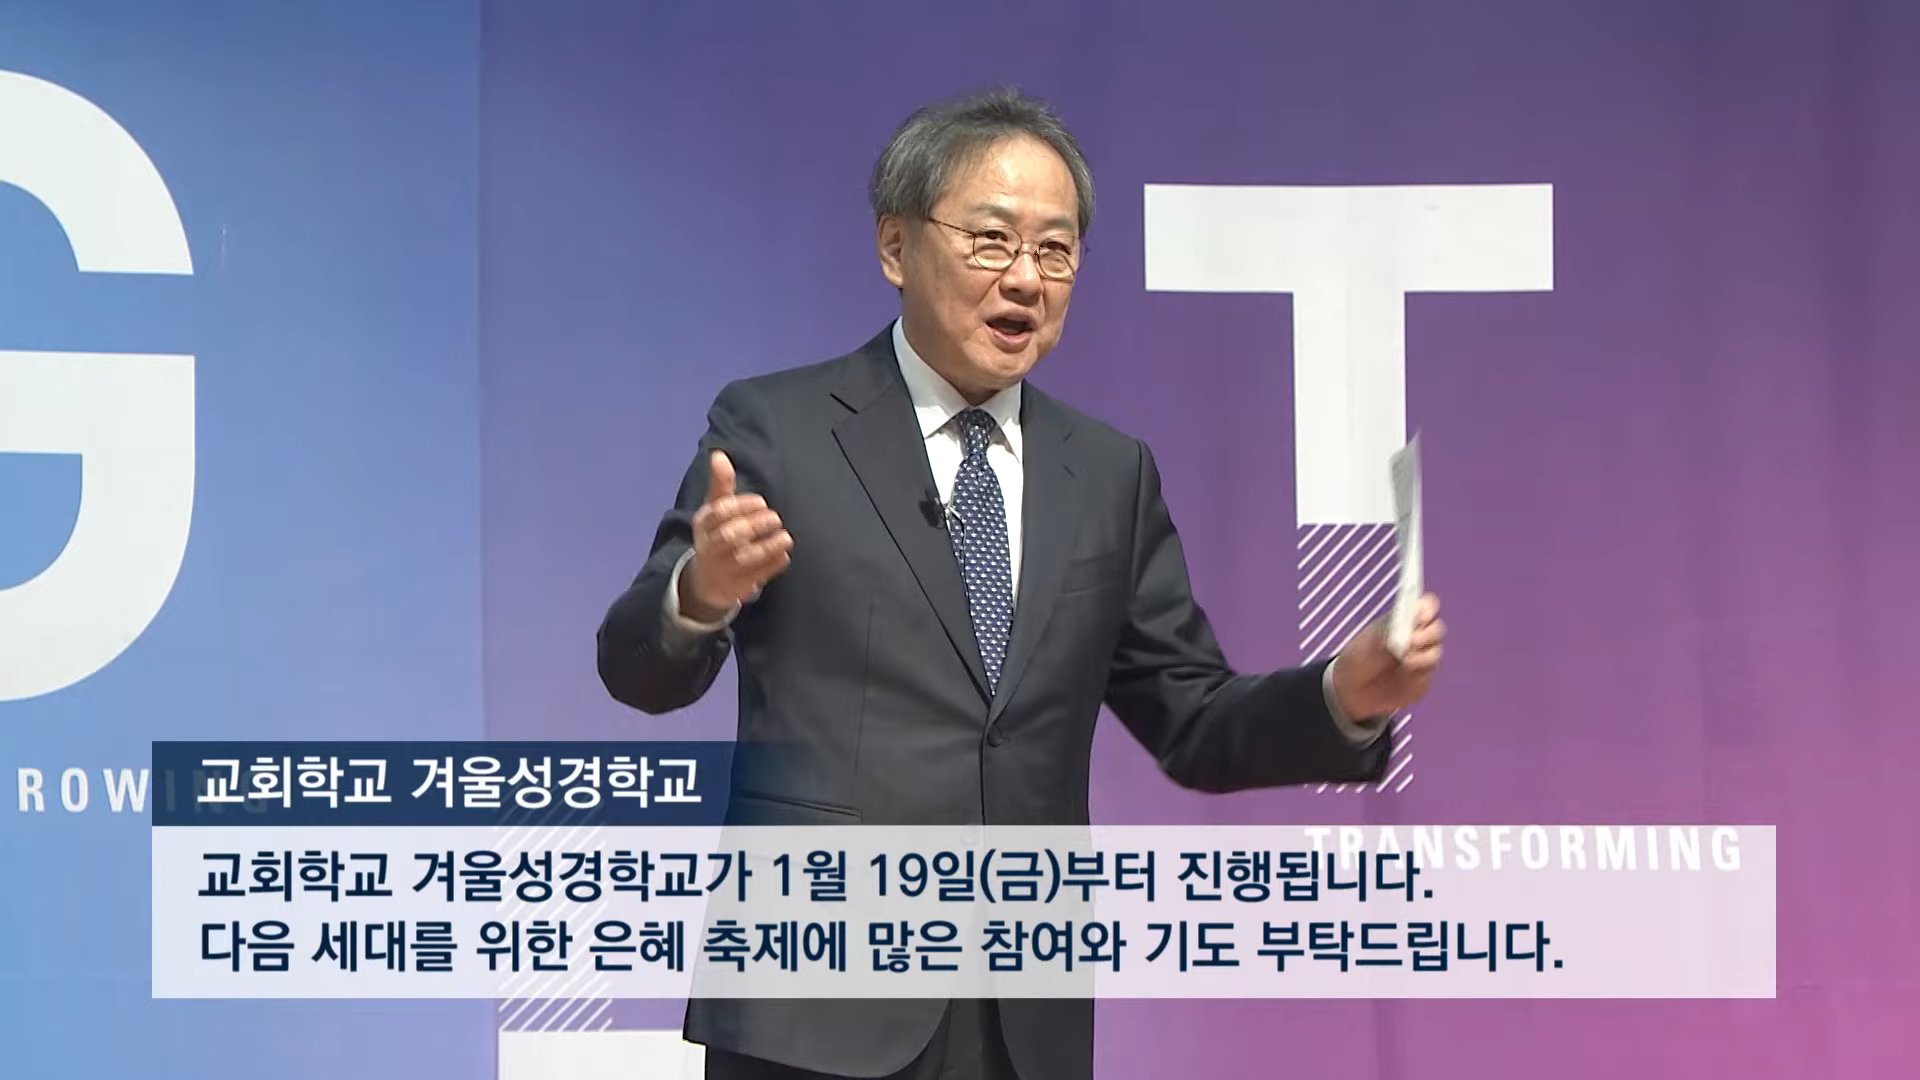 G
T
ROWING
TRANSFORMING
교회학교 겨울성경학교
교회학교 겨울성경학교가 1월 19일(금)부터 진행됩니다.
다음 세대를 위한 은혜 축제에 많은 참여와 기도 부탁드립니다.